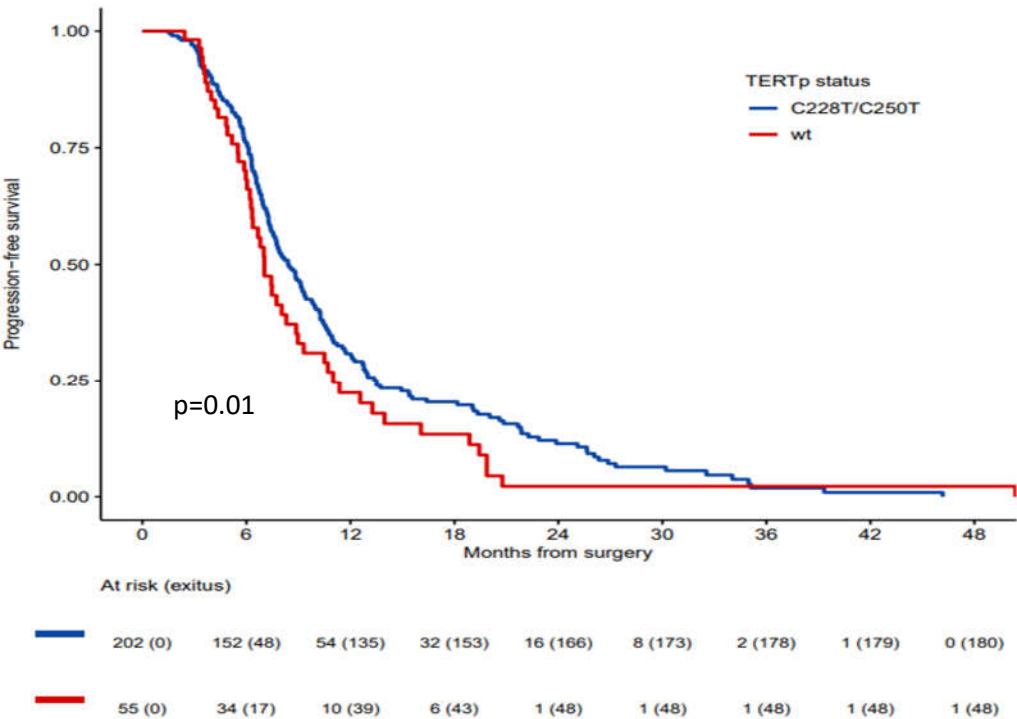 Progression-free survival
1.00
0.75
0.50
0.25
0.00
TERTp status
C228T/C250T
wt
p=0.01
0 6 12 18 24 30 36 42 48
Months from surgery
At risk (exitus)
202 (0) 152 (48) 54 (135) 32 (153) 16 (166) 8 (173) 2 (178) 1 (179) 0 (180)
55 (0) 34 (17) 10 (39) 6 (43) 1 (48) 1 (48) 1 (48) 1 (48) 1 (48)